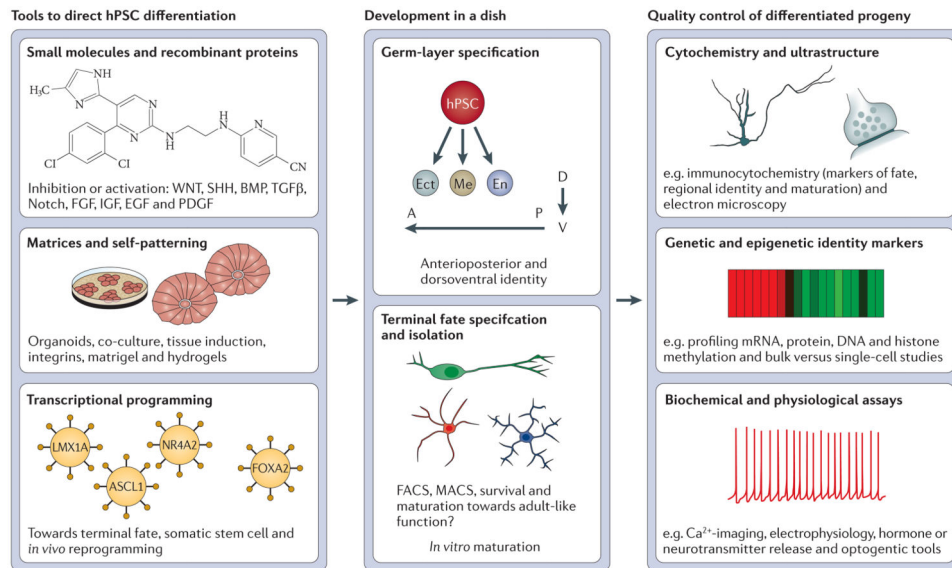 Tools to direct hPSC differentiation
Small molecules and recombinant proteins
NH
N
H₃C
N
N
H
N
H
N
N
Cl
Cl
CN
Inhibition or activation: WNT, SHH, BMP, TGFβ,
Notch, FGF, IGF, EGF and PDGF
Matrices and self-patterning
Organoids, co-culture, tissue induction,
integrins, matrigel and hydrogels
Transcriptional programming
LMX1A
NR4A2
ASCL1
FOXA2
Towards terminal fate, somatic stem cell and
in vivo reprogramming
Development in a dish
Germ-layer specification
hPSC
Ect
Me
En
D
A
P
V
Anterioposterior and
dorsoventral identity
Terminal fate specifcation
and isolation
FACS, MACS, survival and
maturation towards adult-like
function?
In vitro maturation
Quality control of differentiated progeny
Cytochemistry and ultrastructure
e.g. immunocytochemistry (markers of fate,
regional identity and maturation) and
electron microscopy
Genetic and epigenetic identity markers
e.g. profiling mRNA, protein, DNA and histone
methylation and bulk versus single-cell studies
Biochemical and physiological assays
e.g. Ca²⁺-imaging, electrophysiology, hormone or
neurotransmitter release and optogentic tools